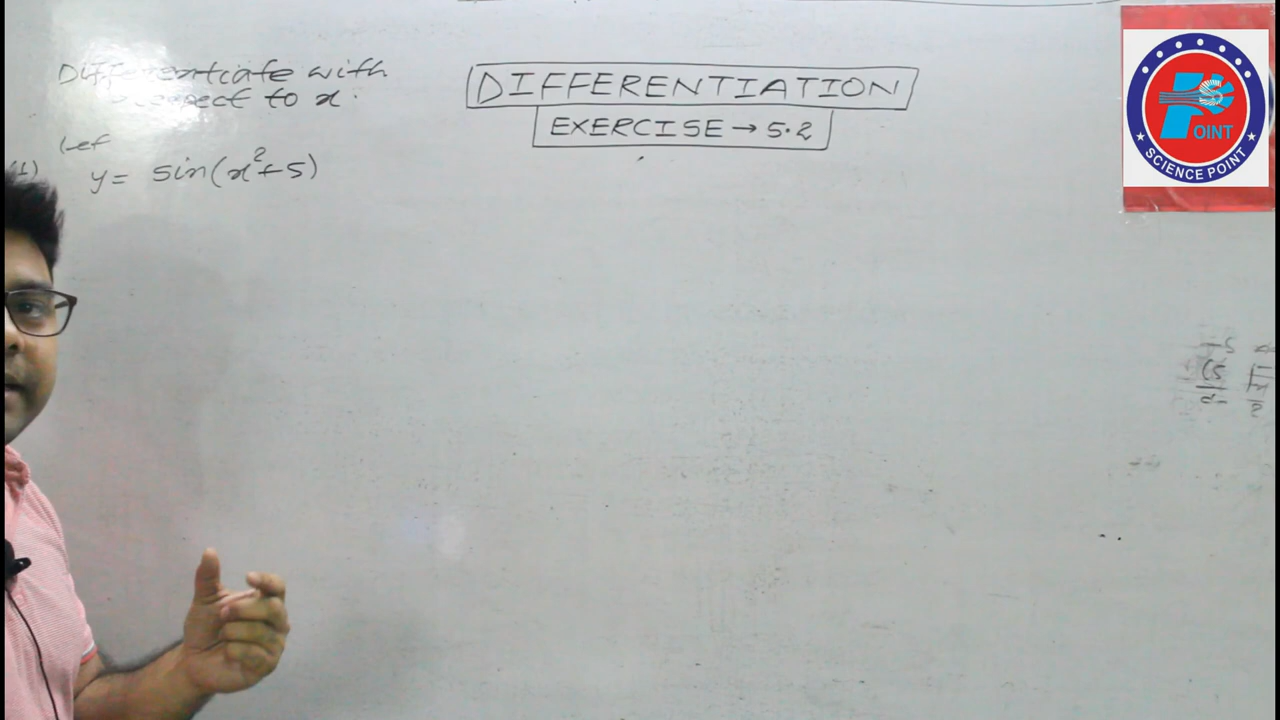 Differentiate with
respect to x.
DIFFERENTIATION
EXERCISE → 5.2
Let
(1) y = sin(x²+5)
S
POINT
SCIENCE POINT